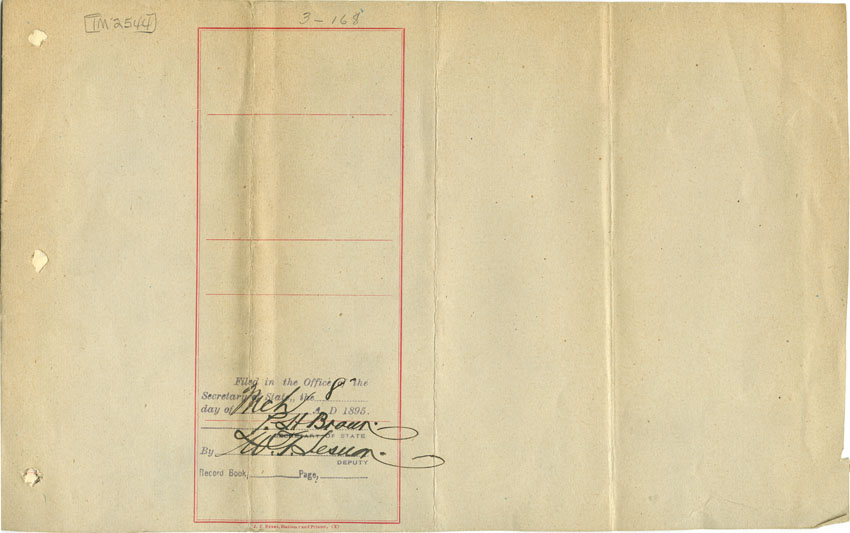 TM 2544
3-168
Filed in the Office of the
Secretary of State, the 8
day of Mch A. D 1895.
L. H. Brown
SECRETARY OF STATE
By
DEPUTY
Record Book, Page,